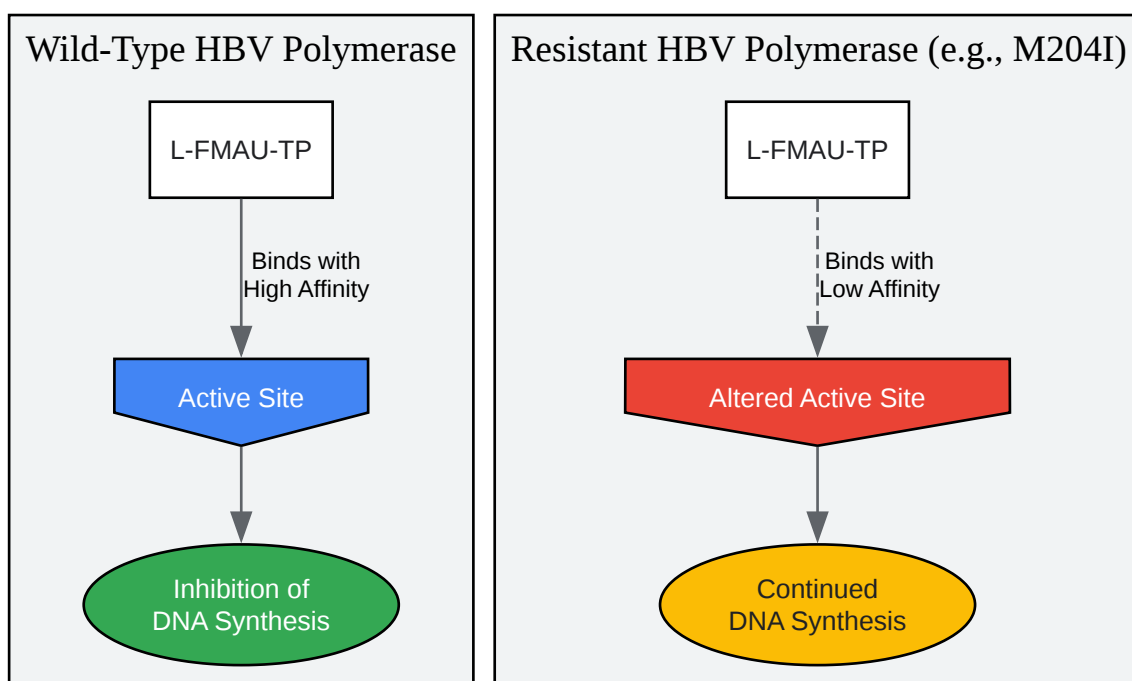 Wild-Type HBV Polymerase
L-FMAU-TP
Binds with
High Affinity
Active Site
Inhibition of
DNA Synthesis
Resistant HBV Polymerase (e.g., M204I)
L-FMAU-TP
Binds with
Low Affinity
Altered Active Site
Continued
DNA Synthesis